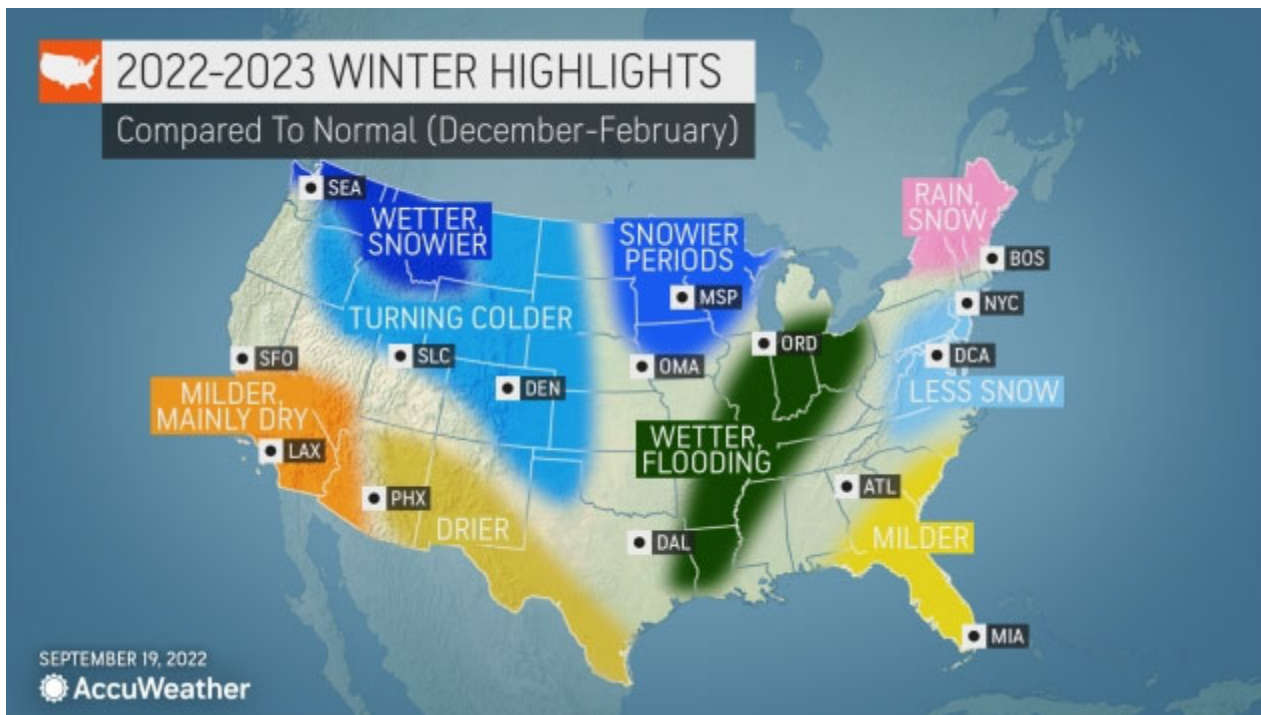 2022-2023 WINTER HIGHLIGHTS
Compared To Normal (December-February)
SEA
WETTER,
SNOWIER
SNOWIER
PERIODS
RAIN,
SNOW
BOS
MSP
NYC
TURNING COLDER
ORD
SFO
SLC
OMA
DCA
DEN
LESS SNOW
MILDER,
MAINLY DRY
LAX
WETTER,
FLOODING
PHX
ATL
DRIER
DAL
MILDER
MIA
SEPTEMBER 19, 2022
AccuWeather